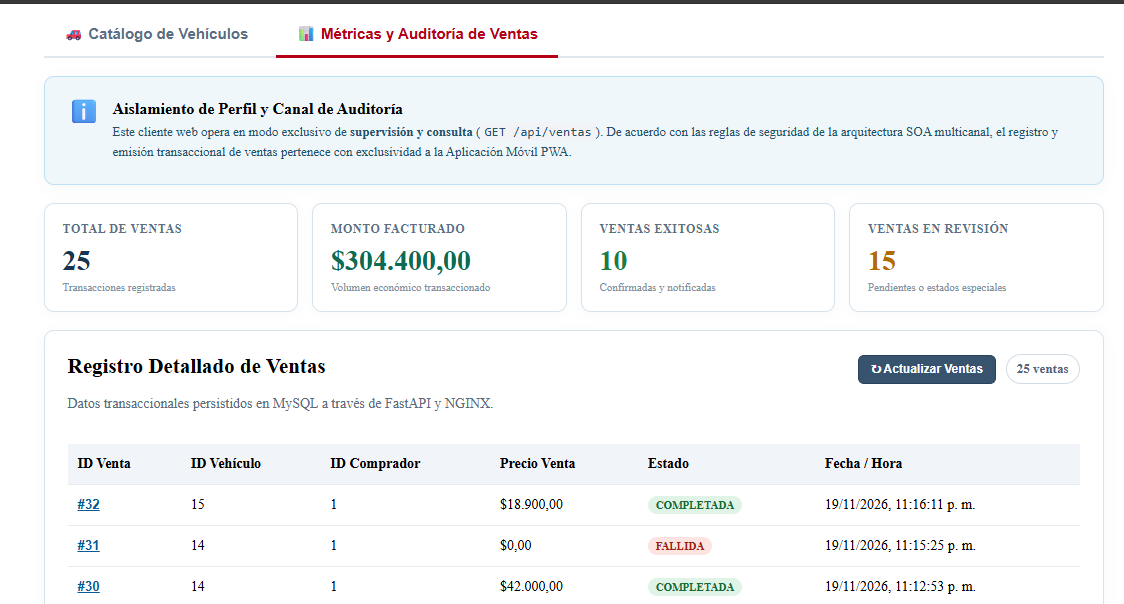 Catálogo de Vehículos
Métricas y Auditoría de Ventas
i
Aislamiento de Perfil y Canal de Auditoría
Este cliente web opera en modo exclusivo de supervisión y consulta ( GET /api/ventas ). De acuerdo con las reglas de seguridad de la arquitectura SOA multicanal, el registro y
emisión transaccional de ventas pertenece con exclusividad a la Aplicación Móvil PWA.
TOTAL DE VENTAS
25
Transacciones registradas
MONTO FACTURADO
$304.400,00
Volumen económico transaccionado
VENTAS EXITOSAS
10
Confirmadas y notificadas
VENTAS EN REVISIÓN
15
Pendientes o estados especiales
Registro Detallado de Ventas
↻ Actualizar Ventas
25 ventas
Datos transaccionales persistidos en MySQL a través de FastAPI y NGINX.
ID Venta ID Vehículo ID Comprador Precio Venta Estado Fecha / Hora
#32 15 1 $18.900,00 COMPLETADA 19/11/2026, 11:16:11 p. m.
#31 14 1 $0,00 FALLIDA 19/11/2026, 11:15:25 p. m.
#30 14 1 $42.000,00 COMPLETADA 19/11/2026, 11:12:53 p. m.